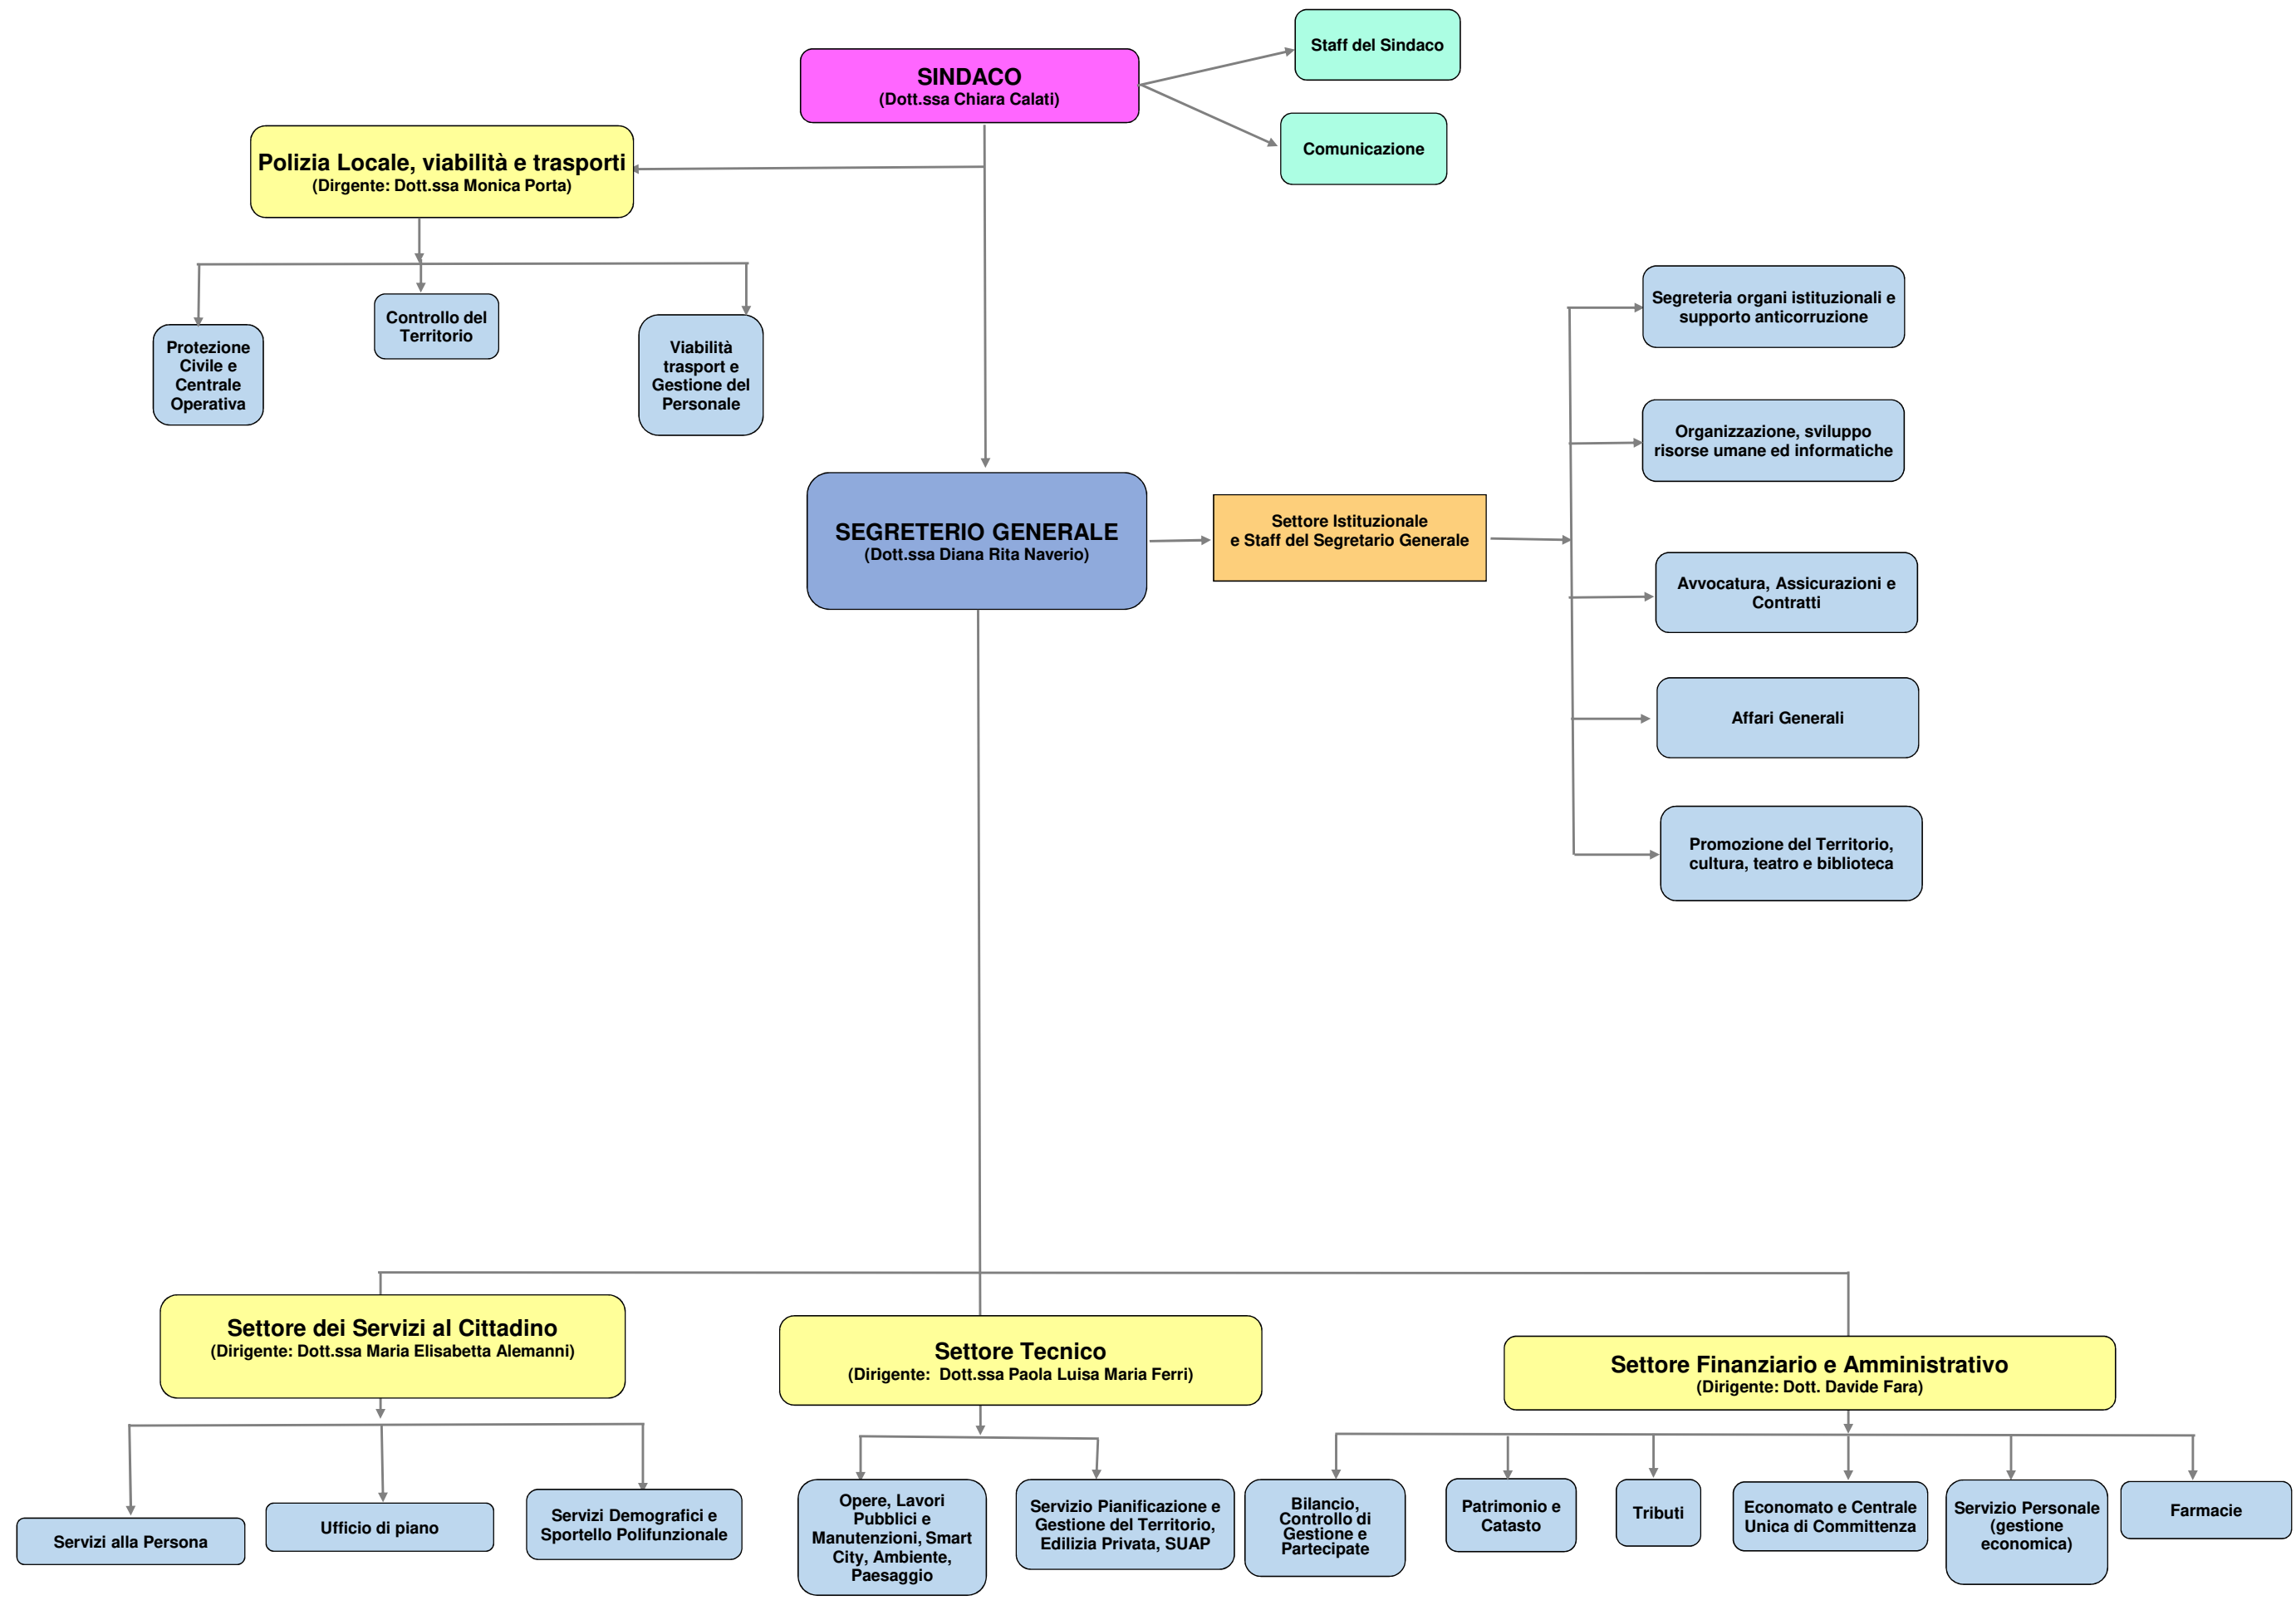 Staff del Sindaco
SINDACO
(Dott.ssa Chiara Calati)
Comunicazione
Polizia Locale, viabilità e trasporti
(Dirgente: Dott.ssa Monica Porta)
Protezione
Civile e
Centrale
Operativa
Controllo del
Territorio
Viabilità
trasport e
Gestione del
Personale
Segreteria organi istituzionali e
supporto anticorruzione
Organizzazione, sviluppo
risorse umane ed informatiche
SEGRETERIO GENERALE
(Dott.ssa Diana Rita Naverio)
Settore Istituzionale
e Staff del Segretario Generale
Avvocatura, Assicurazioni e
Contratti
Affari Generali
Promozione del Territorio,
cultura, teatro e biblioteca
Settore dei Servizi al Cittadino
(Dirigente: Dott.ssa Maria Elisabetta Alemanni)
Settore Tecnico
(Dirigente:  Dott.ssa Paola Luisa Maria Ferri)
Settore Finanziario e Amministrativo
(Dirigente: Dott. Davide Fara)
Servizi alla Persona
Ufficio di piano
Servizi Demografici e
Sportello Polifunzionale
Opere, Lavori
Pubblici e
Manutenzioni, Smart
City, Ambiente,
Paesaggio
Servizio Pianificazione e
Gestione del Territorio,
Edilizia Privata, SUAP
Bilancio,
Controllo di
Gestione e
Partecipate
Patrimonio e
Catasto
Tributi
Economato e Centrale
Unica di Committenza
Servizio Personale
(gestione
economica)
Farmacie